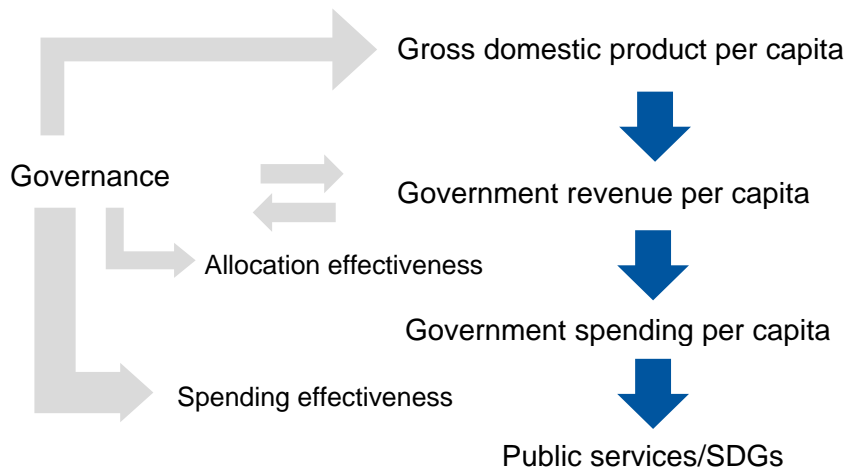 Gross domestic product per capita
Governance
Government revenue per capita
Allocation effectiveness
Government spending per capita
Spending effectiveness
Public services/SDGs